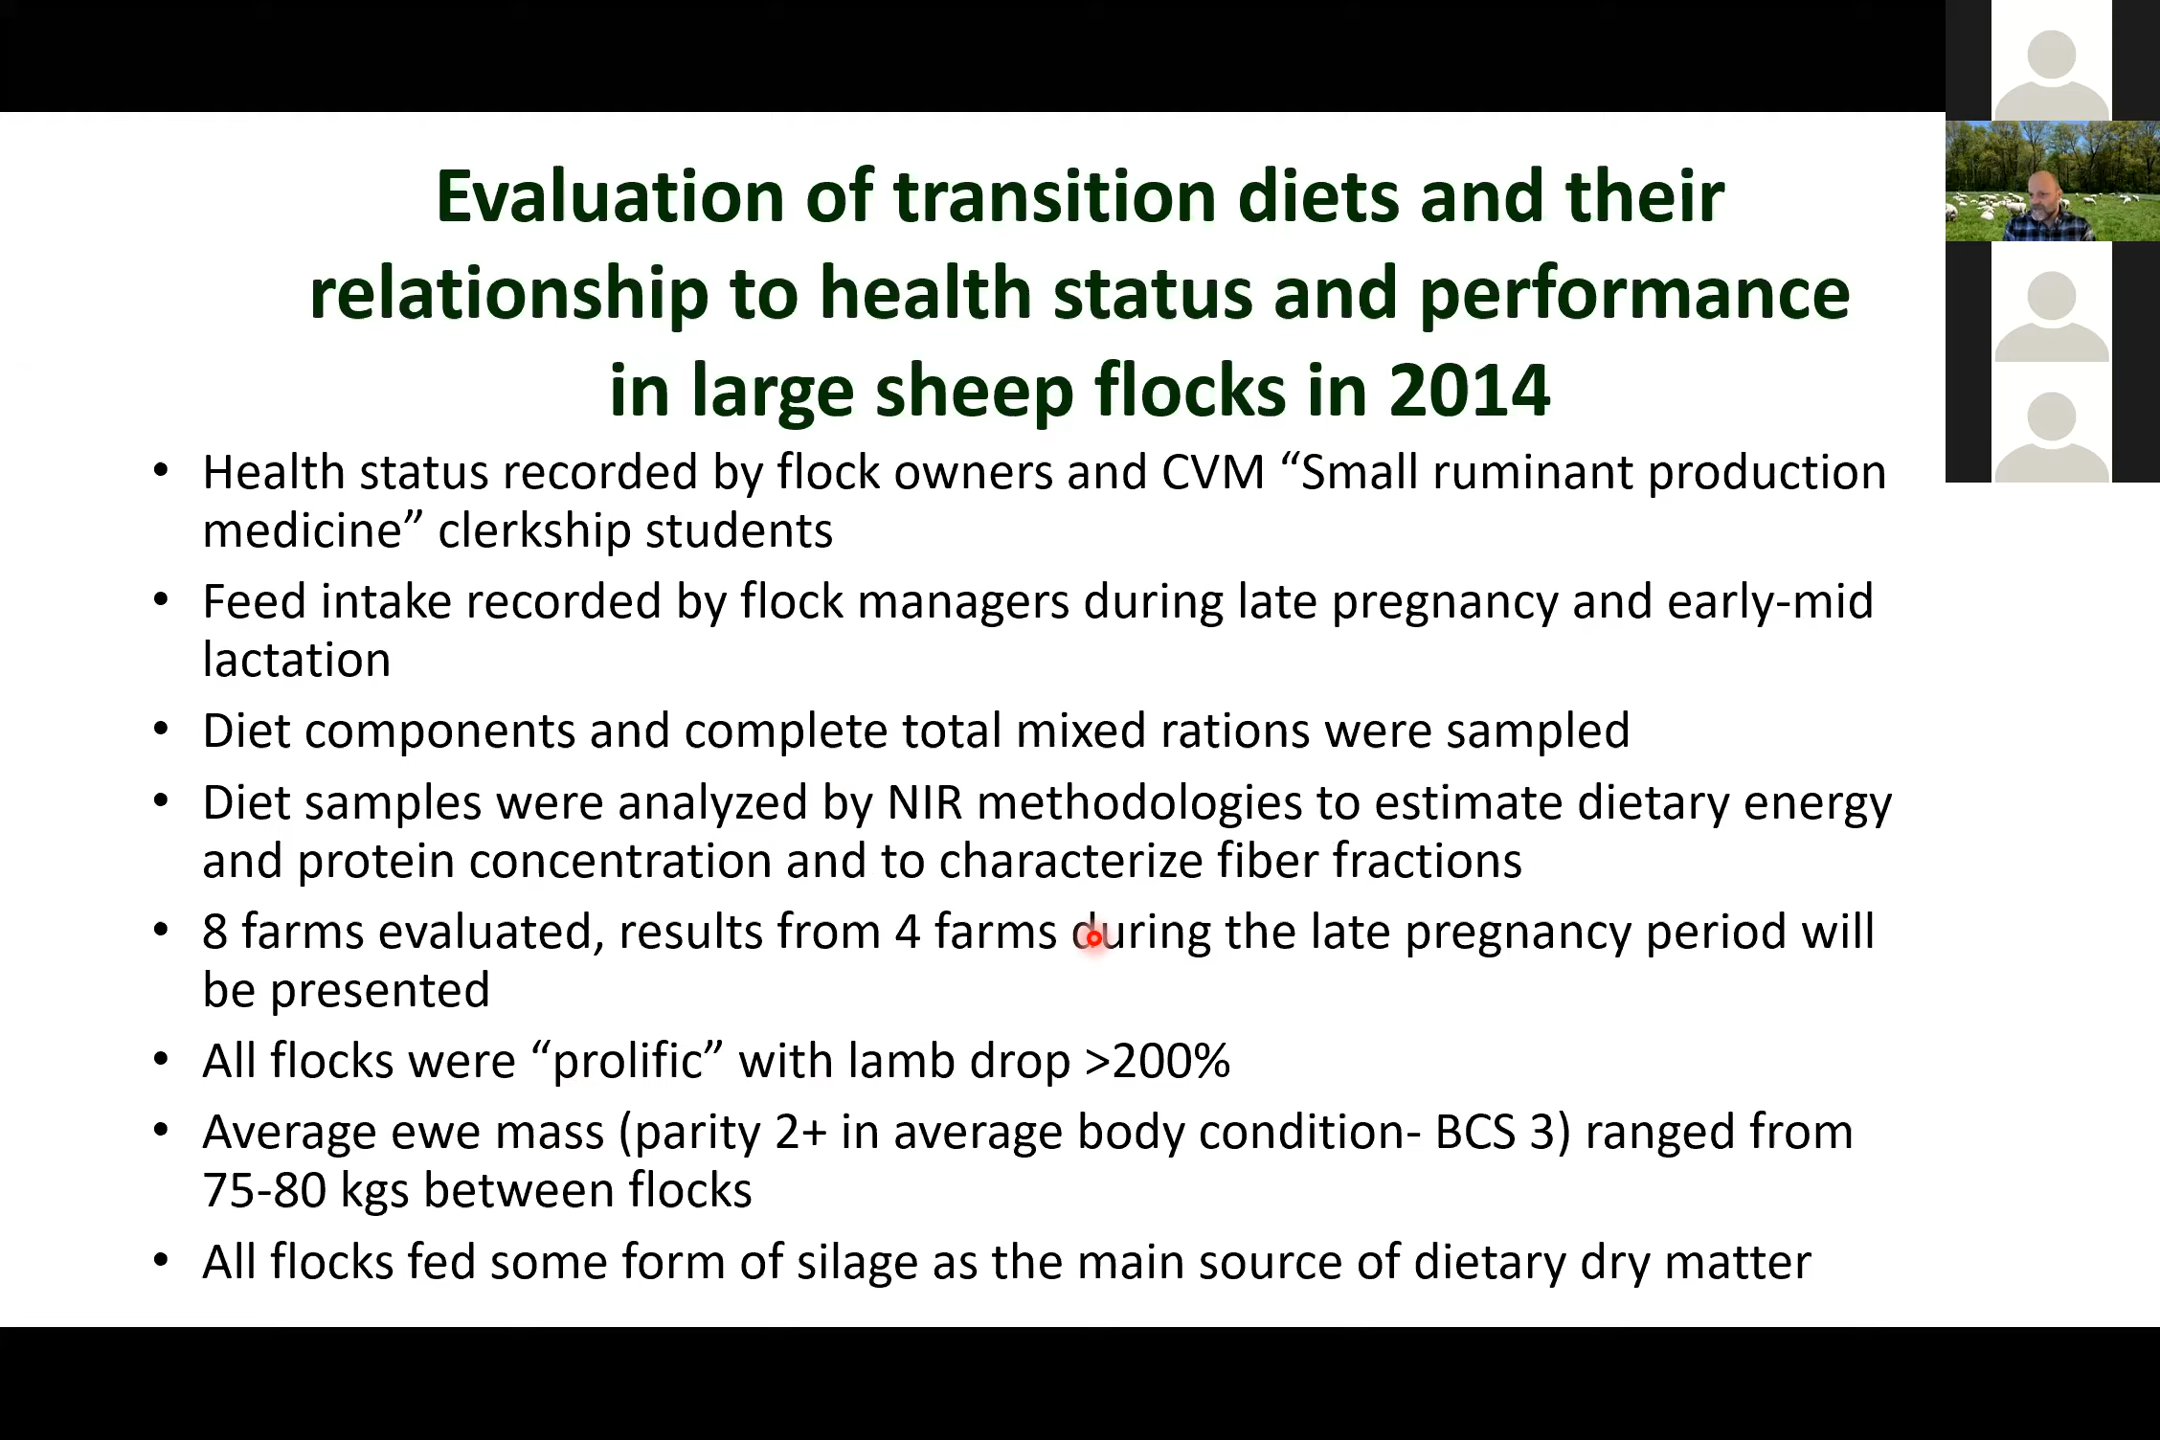 Evaluation of transition diets and their
relationship to health status and performance
in large sheep flocks in 2014
• Health status recorded by flock owners and CVM “Small ruminant production
medicine” clerkship students
• Feed intake recorded by flock managers during late pregnancy and early-mid
lactation
• Diet components and complete total mixed rations were sampled
• Diet samples were analyzed by NIR methodologies to estimate dietary energy
and protein concentration and to characterize fiber fractions
• 8 farms evaluated, results from 4 farms during the late pregnancy period will
be presented
• All flocks were “prolific” with lamb drop >200%
• Average ewe mass (parity 2+ in average body condition- BCS 3) ranged from
75-80 kgs between flocks
• All flocks fed some form of silage as the main source of dietary dry matter